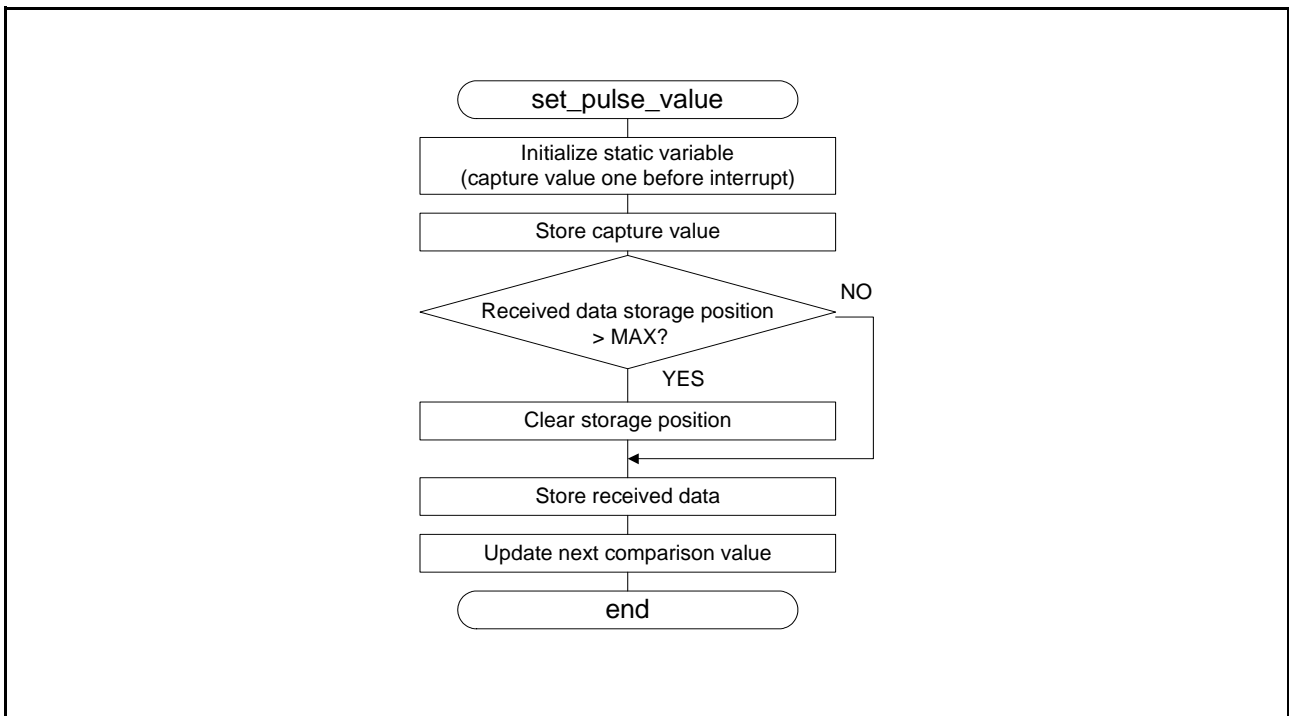 set_pulse_value
Initialize static variable
(capture value one before interrupt)
Store capture value
NO
Received data storage position
> MAX?
YES
Clear storage position
Store received data
Update next comparison value
end